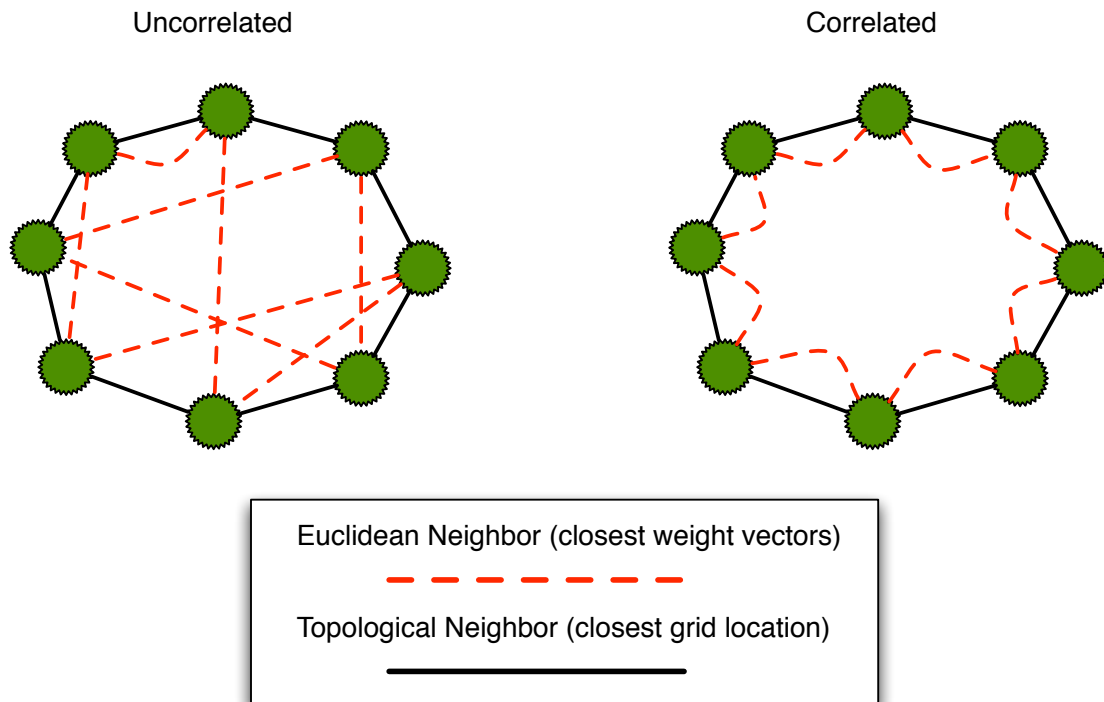 Uncorrelated
Correlated
Euclidean Neighbor (closest weight vectors)
Topological Neighbor (closest grid location)